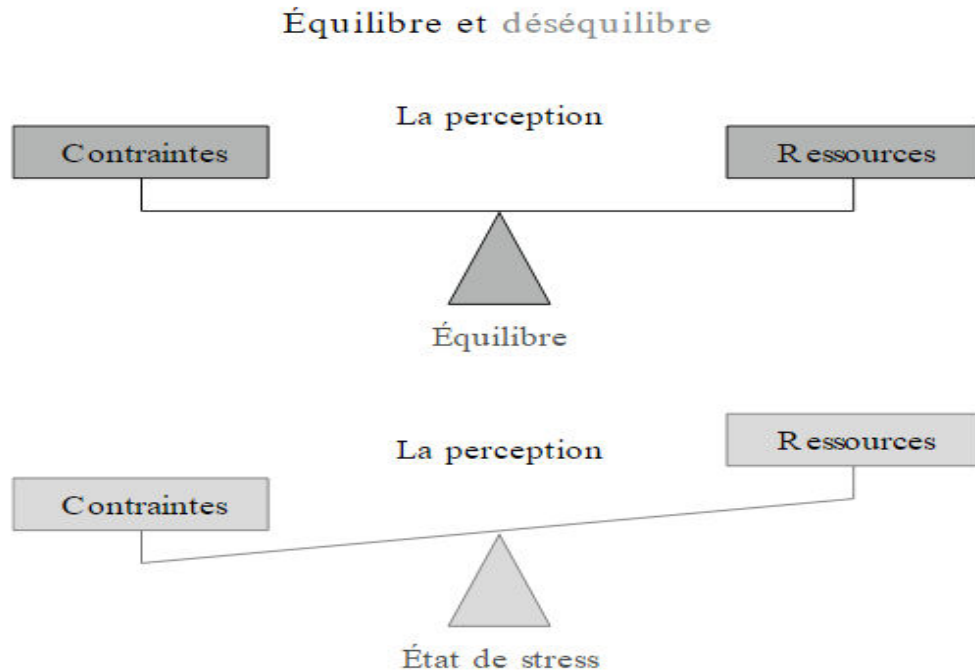 Équilibre et déséquilibre
La perception
Contraintes
Ressources
Équilibre
La perception
Ressources
Contraintes
État de stress